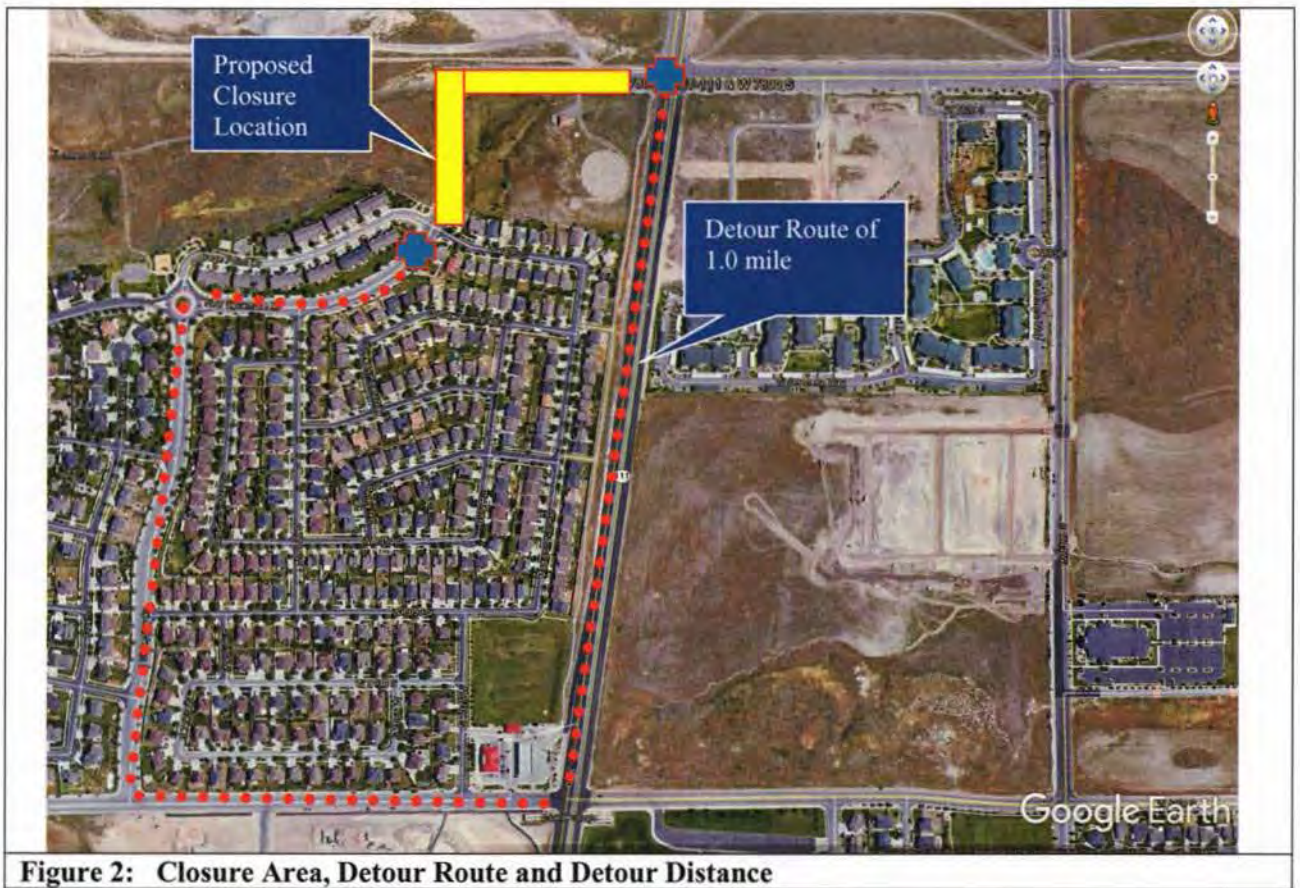 Proposed
Closure
Location
Detour Route of
1.0 mile
Google Earth
Figure 2: Closure Area, Detour Route and Detour Distance